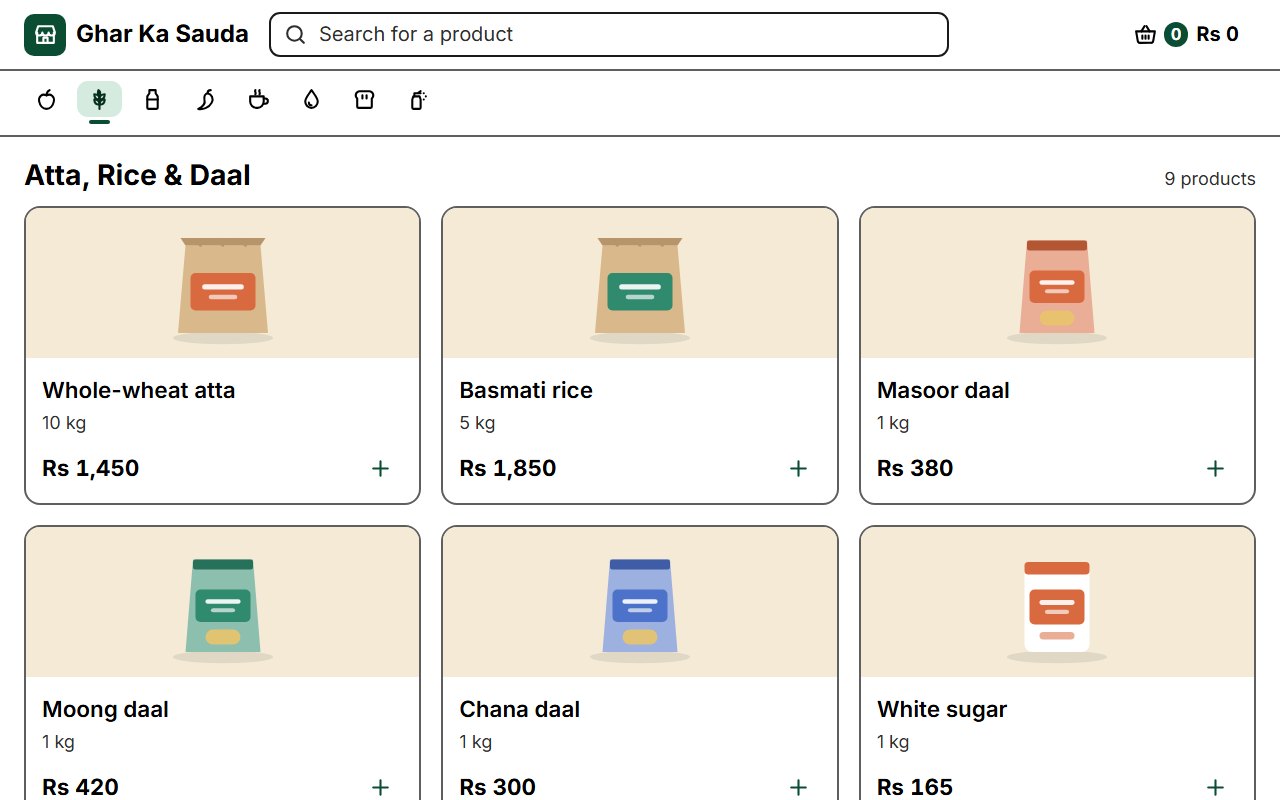 Ghar Ka Sauda
Search for a product
0 Rs 0
Atta, Rice & Daal
9 products
Whole-wheat atta
10 kg
Rs 1,450
Basmati rice
5 kg
Rs 1,850
Masoor daal
1 kg
Rs 380
Moong daal
1 kg
Rs 420
Chana daal
1 kg
Rs 300
White sugar
1 kg
Rs 165